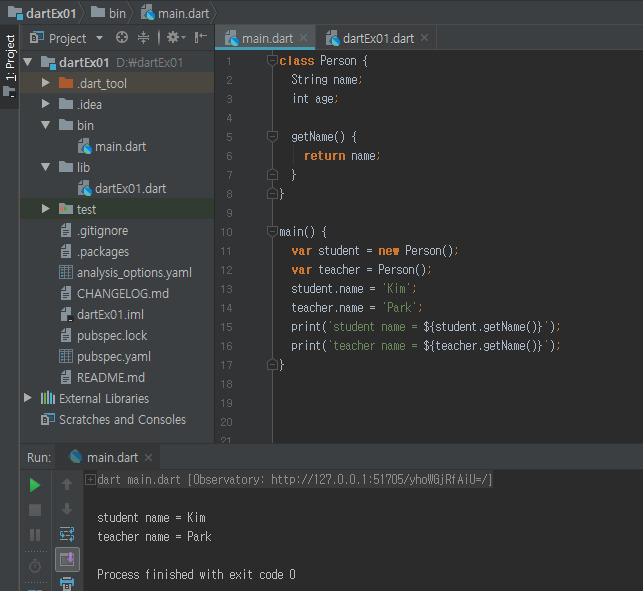 dartEx01 bin main.dart
1: Project
Project
main.dart dartEx01.dart
dartEx01 D:₩dartEx01
.dart_tool
.idea
bin
main.dart
lib
dartEx01.dart
test
.gitignore
.packages
analysis_options.yaml
CHANGELOG.md
dartEx01.iml
pubspec.lock
pubspec.yaml
README.md
External Libraries
Scratches and Consoles
1 class Person {
2 String name;
3 int age;
4
5 getName() {
6 return name;
7 }
8 }
9
10 main() {
11 var student = new Person();
12 var teacher = Person();
13 student.name = 'Kim';
14 teacher.name = 'Park';
15 print('student name = ${student.getName()}');
16 print('teacher name = ${teacher.getName()}');
17 }
18
19
20
21
Run: main.dart
dart main.dart [Observatory: http://127.0.0.1:51705/yhoWGjRfAiU=/]
student name = Kim
teacher name = Park
Process finished with exit code 0